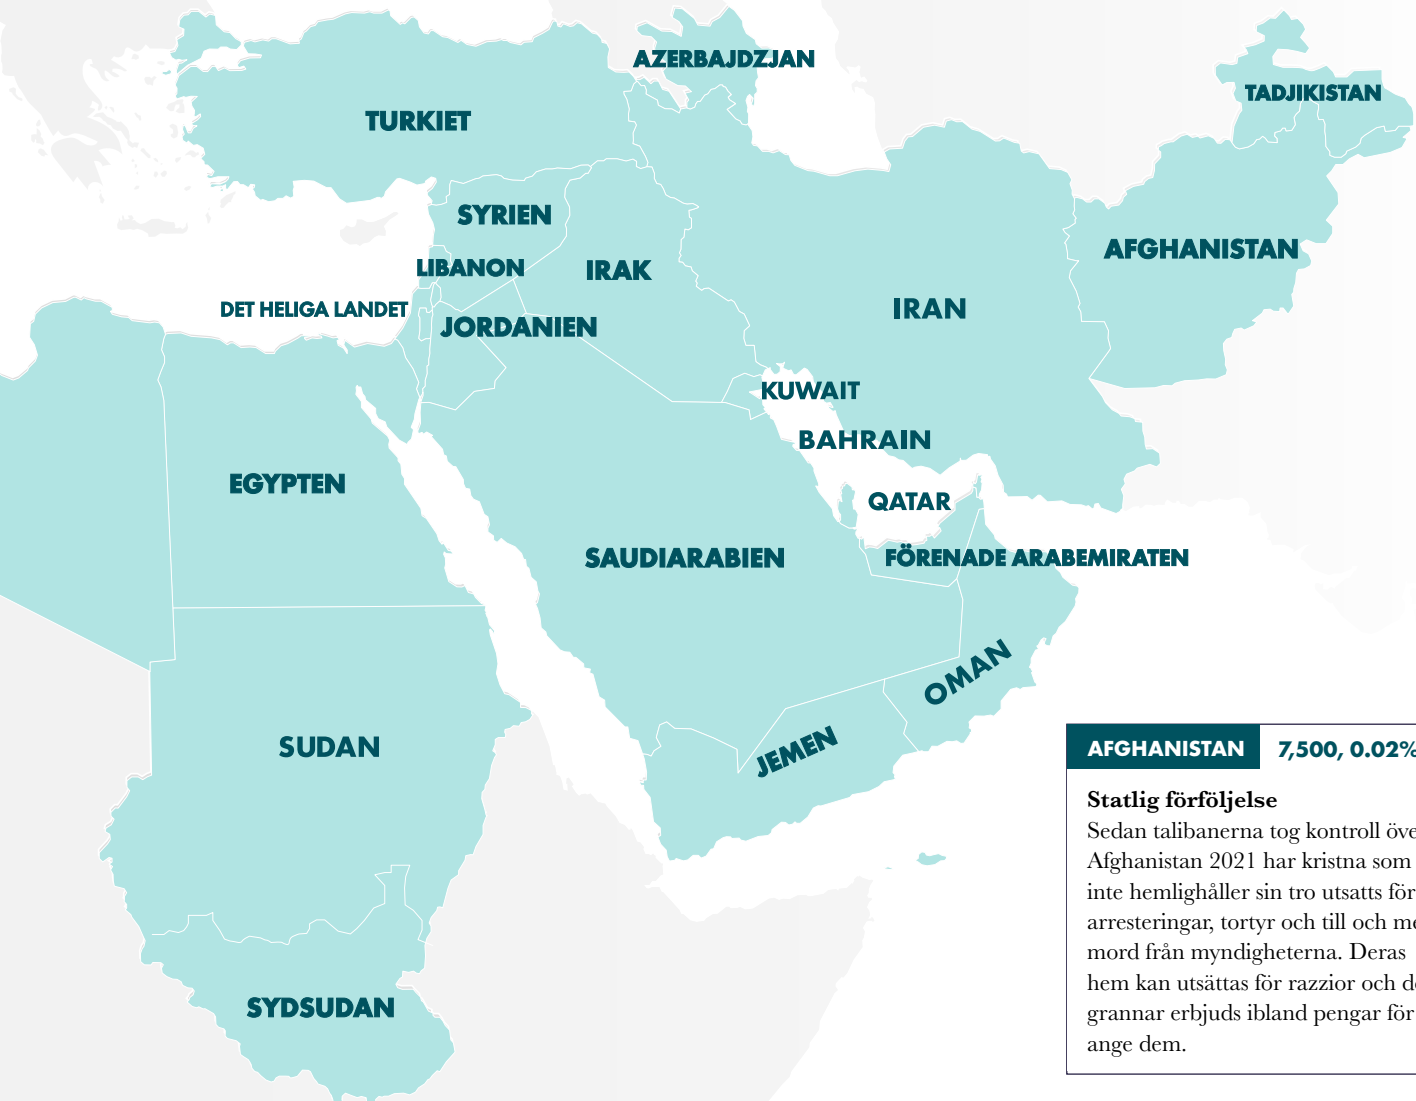 AZERBAJDZJAN
TADJIKISTAN
TURKIET
SYRIEN
AFGHANISTAN
LIBANON
IRAK
DET HELIGA LANDET
IRAN
JORDANIEN
KUWAIT
BAHRAIN
EGYPTEN
QATAR
SAUDIARABIEN
FÖRENADE ARABEMIRATEN
OMAN
SUDAN
JEMEN
SYDSUDAN
AFGHANISTAN 7,500, 0.02%
Statlig förföljelse
Sedan talibanerna tog kontroll öve
Afghanistan 2021 har kristna som
inte hemlighåller sin tro utsatts för
arresteringar, tortyr och till och me
mord från myndigheterna. Deras
hem kan utsättas för razzior och de
grannar erbjuds ibland pengar för
ange dem.